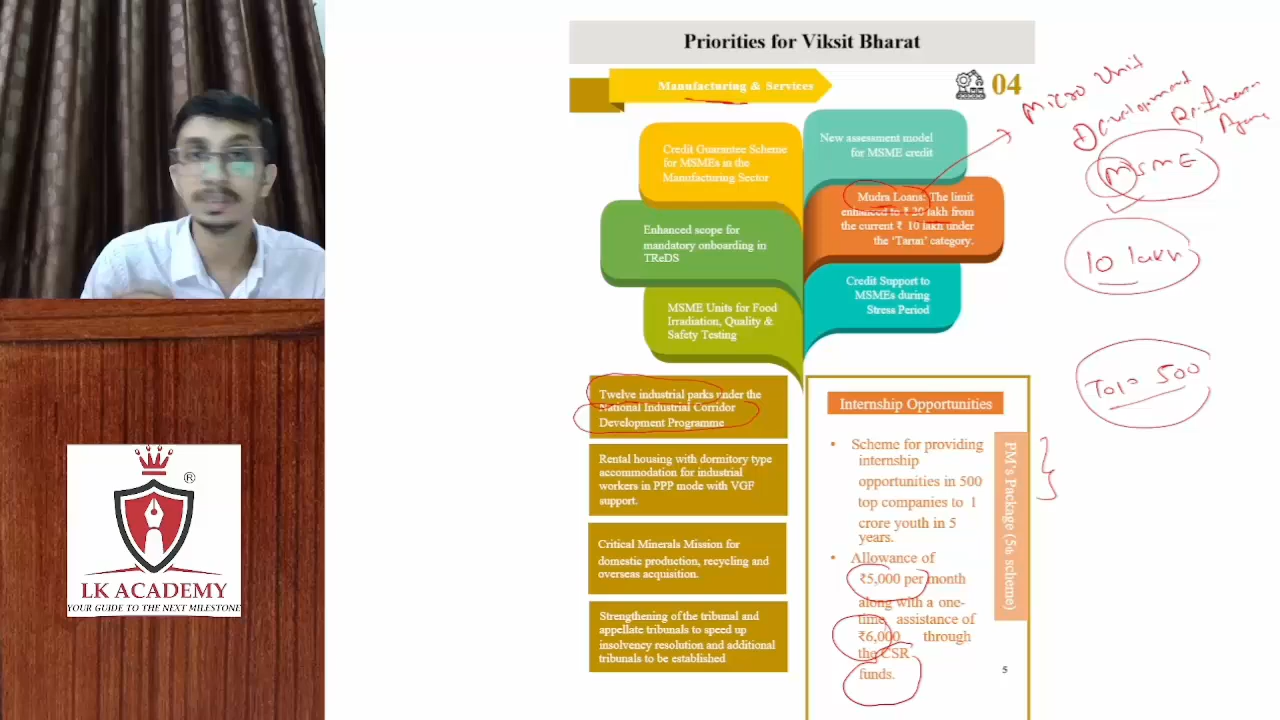 Priorities for Viksit Bharat
Manufacturing & Services
04
Credit Guarantee Scheme
for MSMEs in the
Manufacturing Sector
New assessment model
for MSME credit
Enhanced scope for
mandatory onboarding in
TReDS
Mudra Loans: The limit
enhanced to ₹ 20 lakh from
the current ₹ 10 lakh under
the 'Tarun' category.
MSME Units for Food
Irradiation, Quality &
Safety Testing
Credit Support to
MSMEs during
Stress Period
Twelve industrial parks under the
National Industrial Corridor
Development Programme
Rental housing with dormitory type
accommodation for industrial
workers in PPP mode with VGF
support.
Critical Minerals Mission for
domestic production, recycling and
overseas acquisition.
Strengthening of the tribunal and
appellate tribunals to speed up
insolvency resolution and additional
tribunals to be established
Internship Opportunities
• Scheme for providing
internship
opportunities in 500
top companies to 1
crore youth in 5
years.
• Allowance of
₹5,000 per month
along with a one-
time assistance of
₹6,000 through
the CSR
funds.
PM's Package (5th scheme)
5
Micro Unit
Development
MSME
10 lakh
Top 500
®
LK ACADEMY
YOUR GUIDE TO THE NEXT MILESTONE